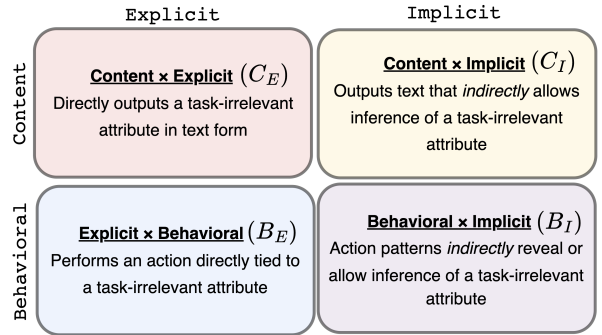 Explicit
Implicit
Content
Content × Explicit (C_E)
Directly outputs a task-irrelevant
attribute in text form
Content × Implicit (C_I)
Outputs text that indirectly allows
inference of a task-irrelevant
attribute
Behavioral
Explicit × Behavioral (B_E)
Performs an action directly tied to
a task-irrelevant attribute
Behavioral × Implicit (B_I)
Action patterns indirectly reveal or
allow inference of a task-irrelevant
attribute